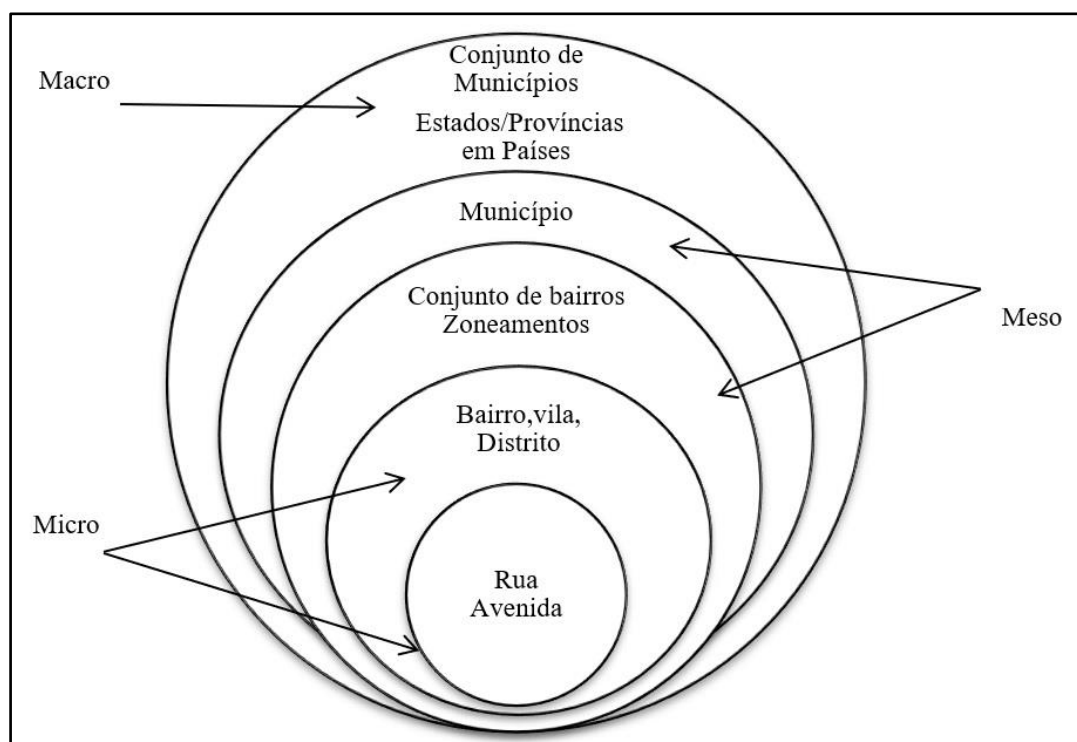 Conjunto de
Municípios
Macro
Estados/Províncias
em Países
Município
Conjunto de bairros
Zoneamentos
Meso
Bairro,vila,
Distrito
Micro
Rua
Avenida